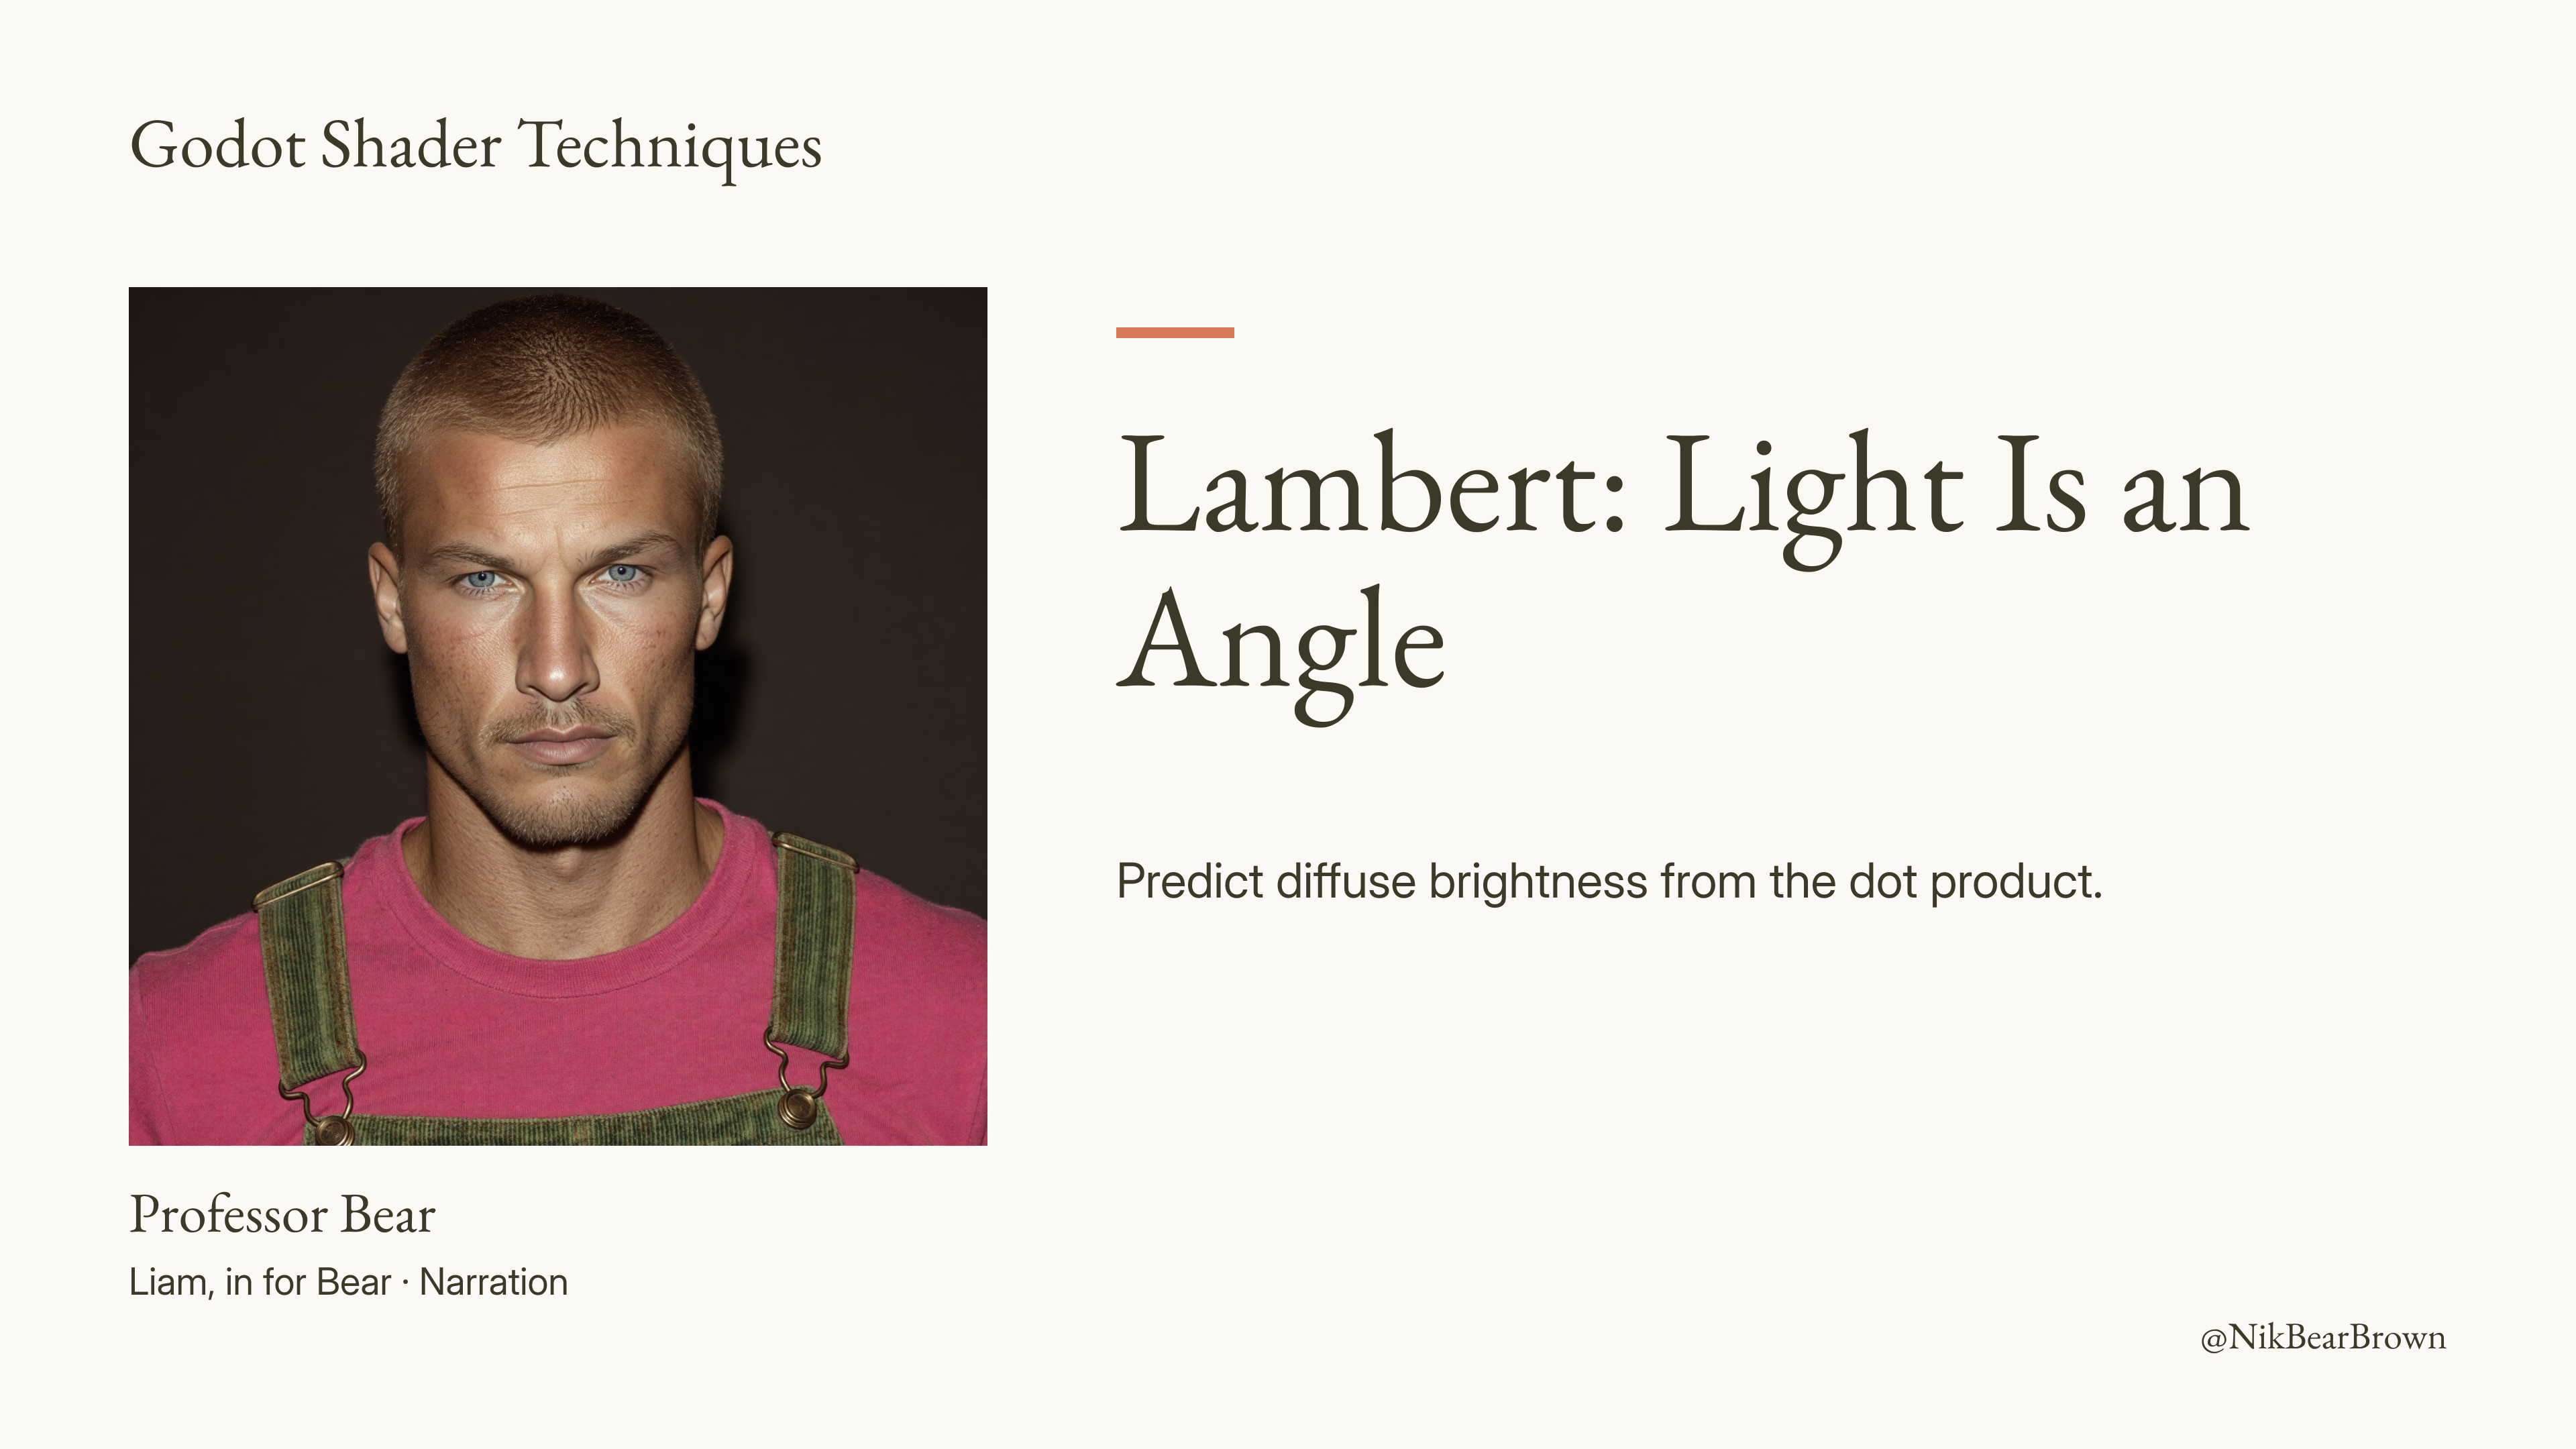 Godot Shader Techniques
Lambert: Light Is an
Angle
Predict diffuse brightness from the dot product.
Professor Bear
Liam, in for Bear · Narration
@NikBearBrown